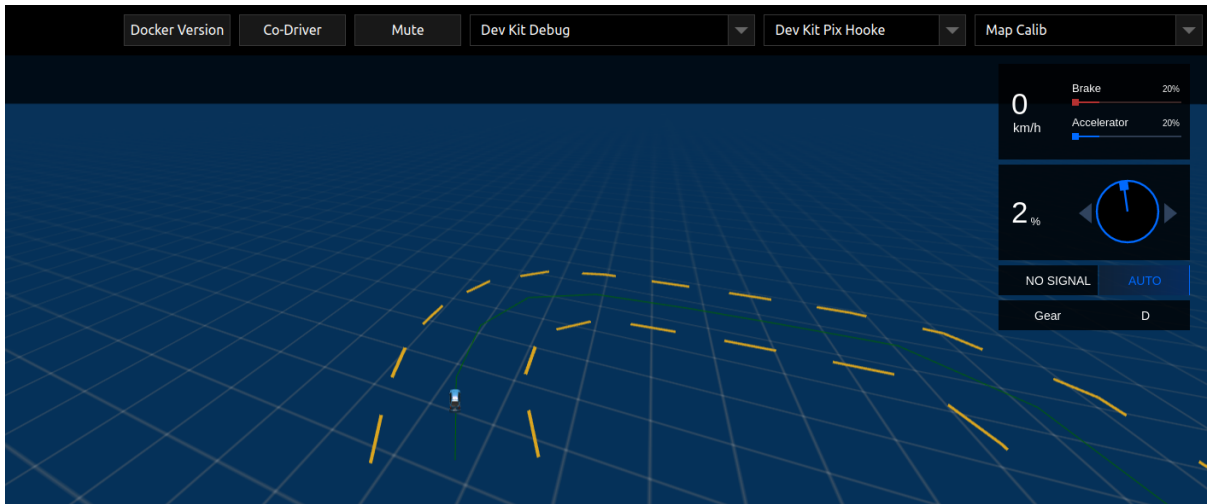 Docker Version Co-Driver Mute Dev Kit Debug Dev Kit Pix Hooke Map Calib
0 km/h
Brake 20%
Accelerator 20%
2 %
NO SIGNAL AUTO
Gear D